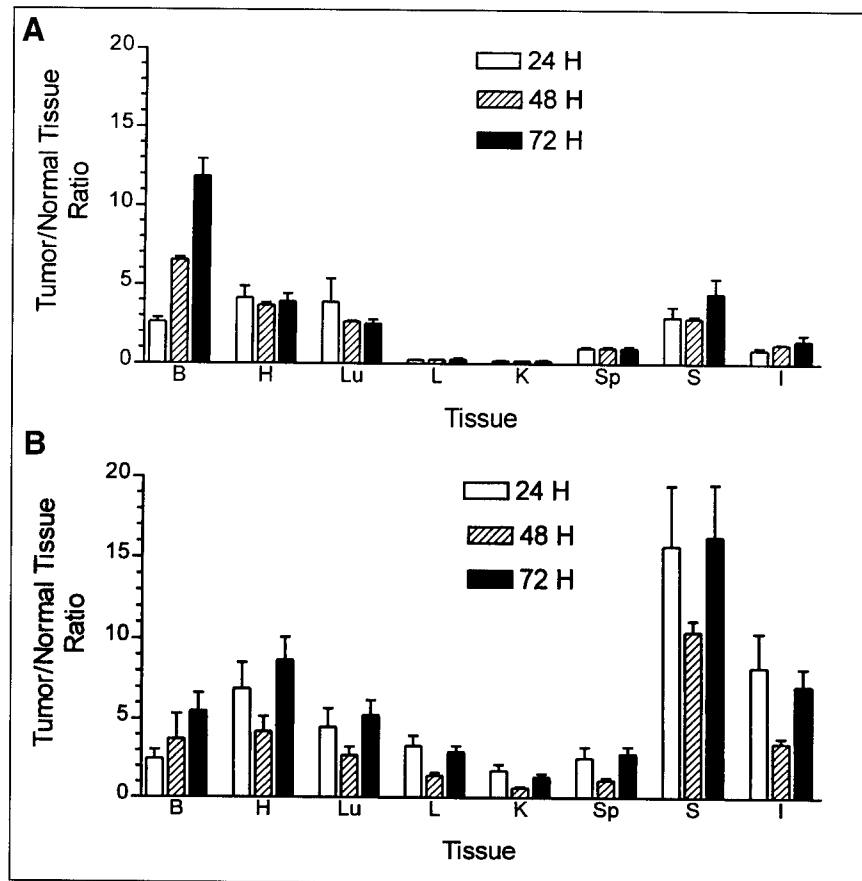 A
Tumor/Normal Tissue
Ratio
20
15
10
5
0
24 H
48 H
72 H
B H Lu L K Sp S I
Tissue
B
Tumor/Normal Tissue
Ratio
20
15
10
5
0
24 H
48 H
72 H
B H Lu L K Sp S I
Tissue